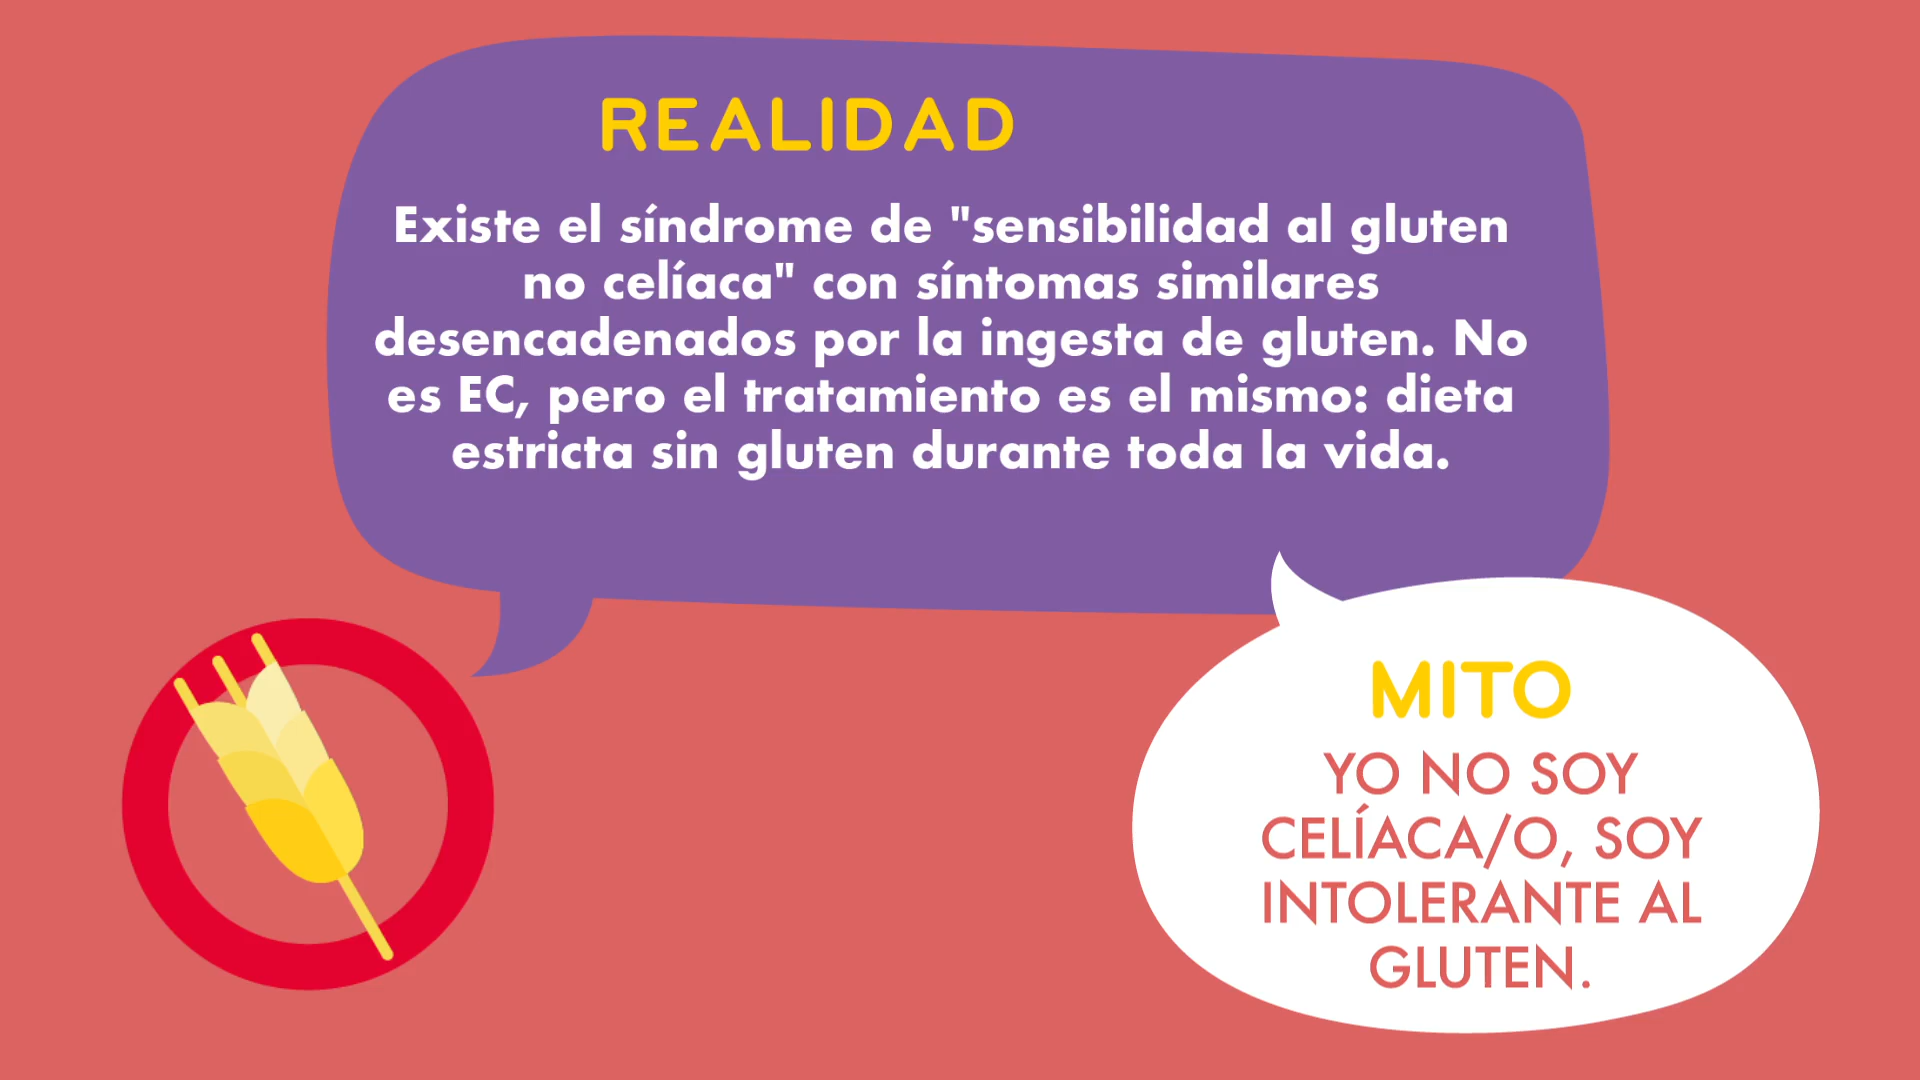 REALIDAD
Existe el síndrome de "sensibilidad al gluten
no celíaca" con síntomas similares
desencadenados por la ingesta de gluten. No
es EC, pero el tratamiento es el mismo: dieta
estricta sin gluten durante toda la vida.
MITO
YO NO SOY
CELÍACA/O, SOY
INTOLERANTE AL
GLUTEN.